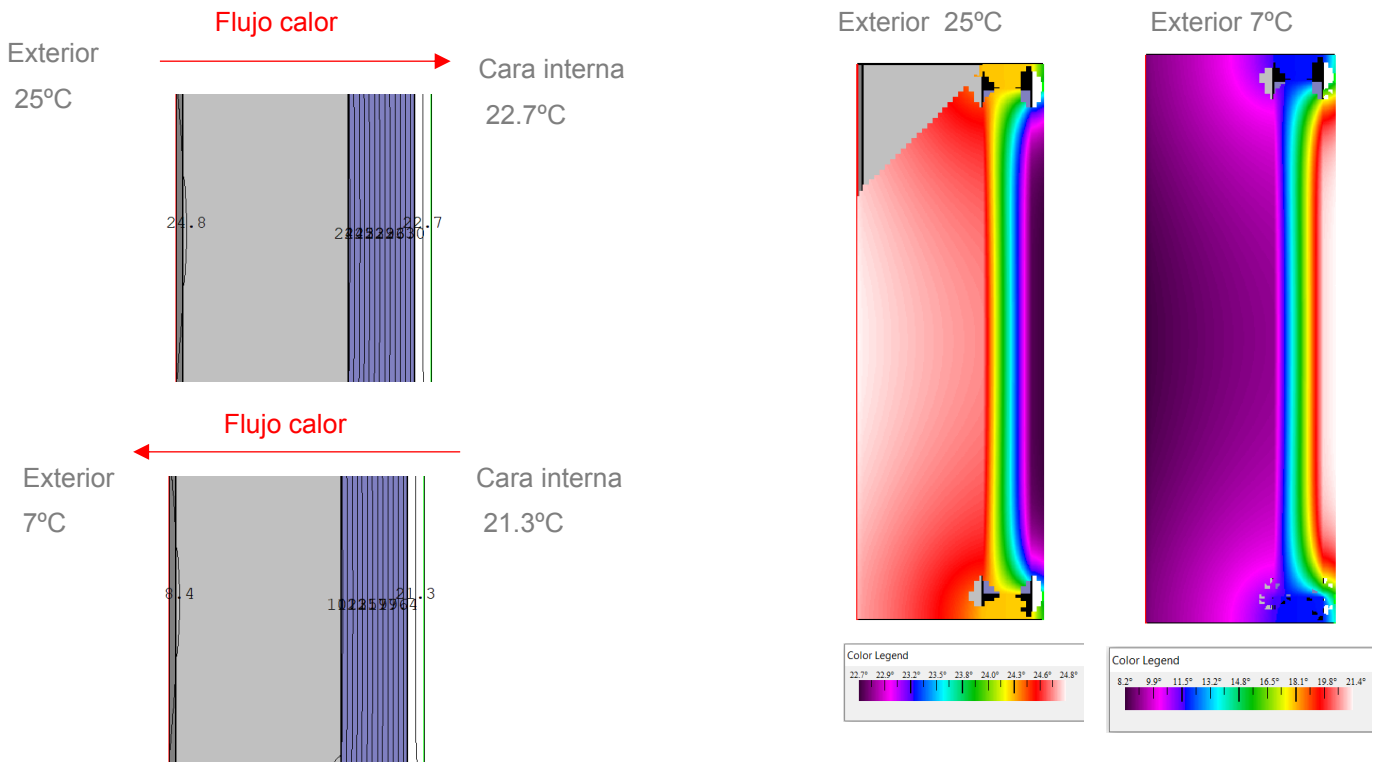 Flujo calor
Exterior
25ºC
Cara interna
22.7ºC
24.8
22.7
Flujo calor
Exterior
7ºC
Cara interna
21.3ºC
8.4
21.3
Exterior 25ºC
Exterior 7ºC
Color Legend
22.7° 22.9° 23.2° 23.5° 23.8° 24.0° 24.3° 24.6° 24.8°
Color Legend
8.2° 9.9° 11.5° 13.2° 14.8° 16.5° 18.1° 19.8° 21.4°